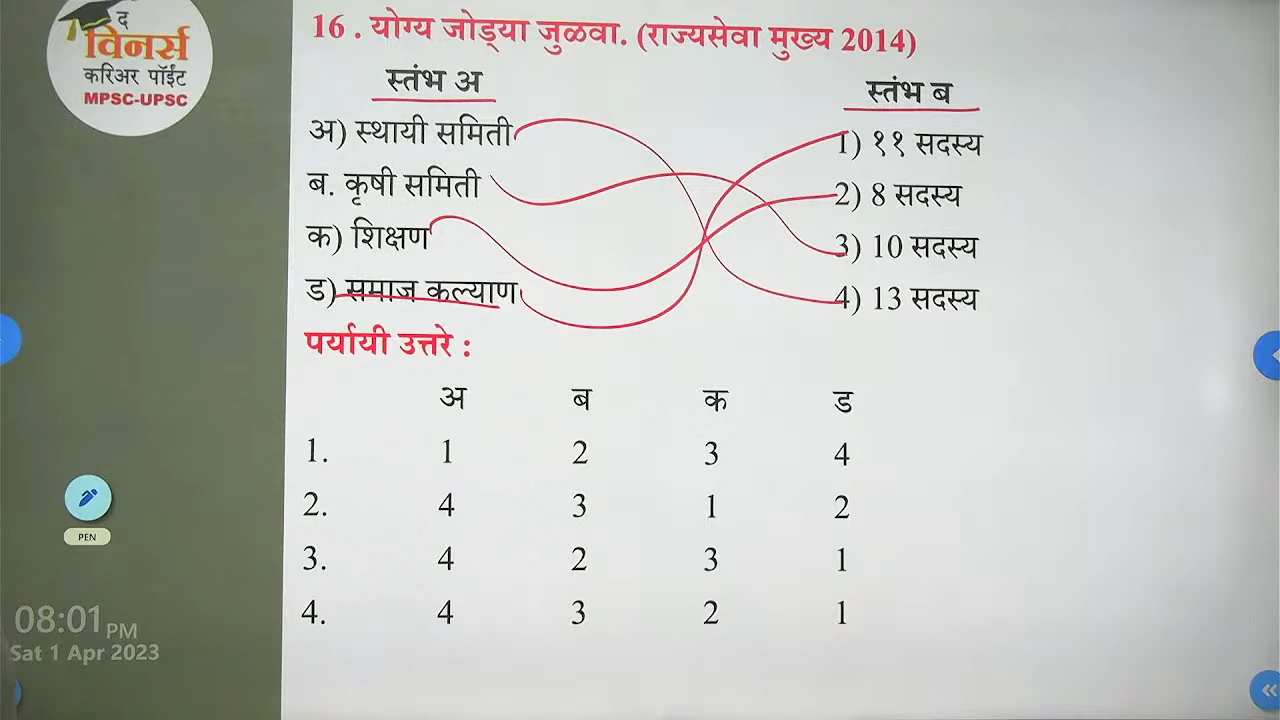 द
विनर्स
करिअर पॉईंट
MPSC-UPSC
16 . योग्य जोड्या जुळवा. (राज्यसेवा मुख्य 2014)
स्तंभ अ स्तंभ ब
अ) स्थायी समिती 1) ११ सदस्य
ब. कृषी समिती 2) 8 सदस्य
क) शिक्षण 3) 10 सदस्य
ड) समाज कल्याण 4) 13 सदस्य
पर्यायी उत्तरे :
अ ब क ड
1. 1 2 3 4
2. 4 3 1 2
3. 4 2 3 1
4. 4 3 2 1
PEN
08:01 PM
Sat 1 Apr 2023